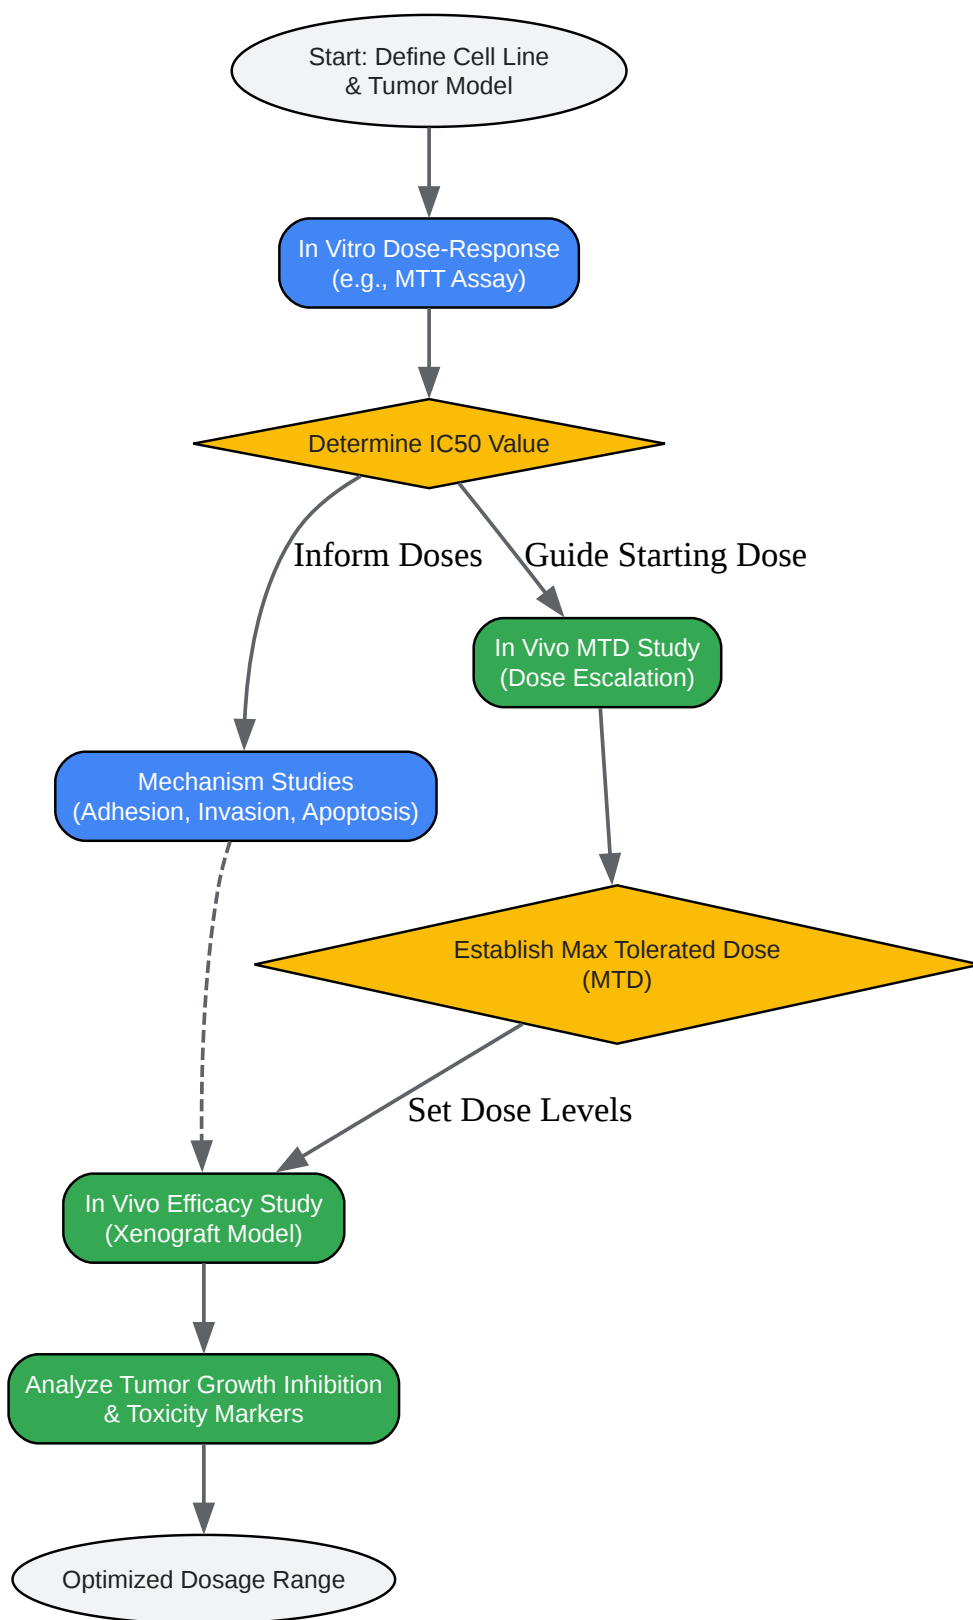 Start: Define Cell Line
& Tumor Model
In Vitro Dose-Response
(e.g., MTT Assay)
Determine IC50 Value
Inform Doses
Guide Starting Dose
In Vivo MTD Study
(Dose Escalation)
Mechanism Studies
(Adhesion, Invasion, Apoptosis)
Establish Max Tolerated Dose
(MTD)
Set Dose Levels
In Vivo Efficacy Study
(Xenograft Model)
Analyze Tumor Growth Inhibition
& Toxicity Markers
Optimized Dosage Range